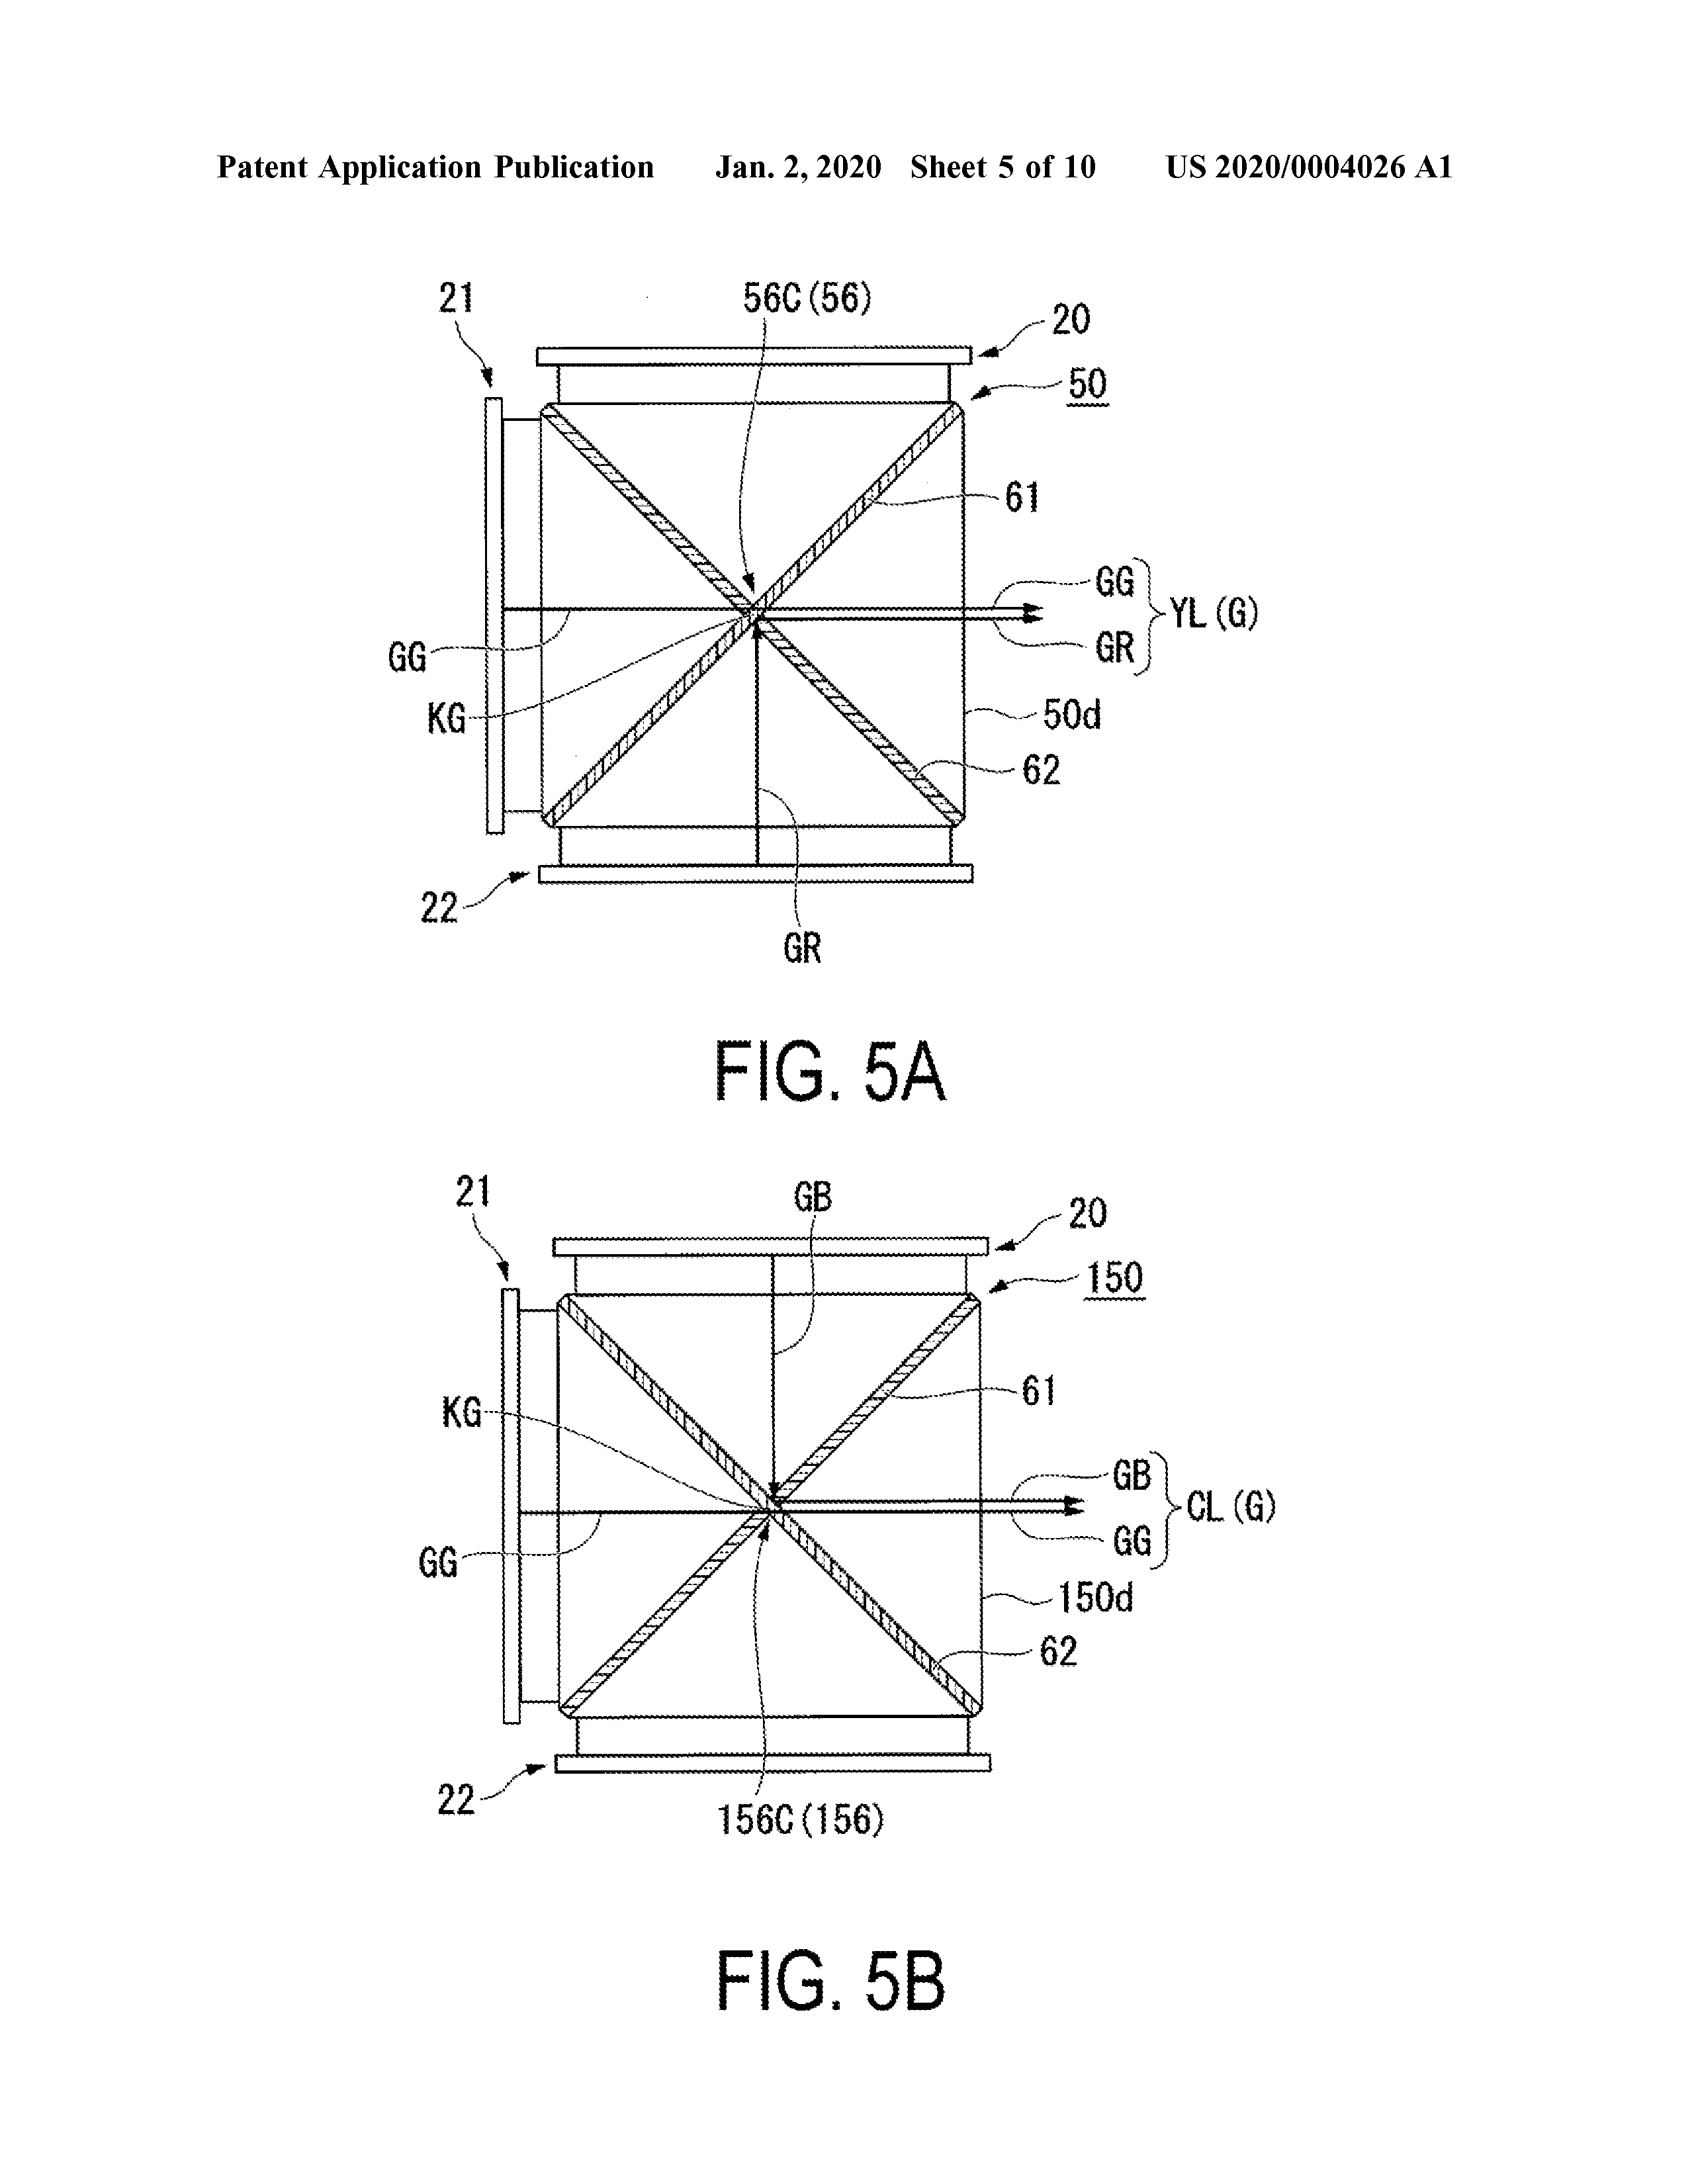 Patent Application Publication Jan. 2, 2020 Sheet 5 of 10 US 2020/0004026 A1
21
56C (56)
20
50
61
GG
YL (G)
GR
GG
KG
50d
62
22
GR
FIG. 5A
21
GB
20
150
61
KG
GB
CL (G)
GG
GG
150d
62
22
156C (156)
FIG. 5B